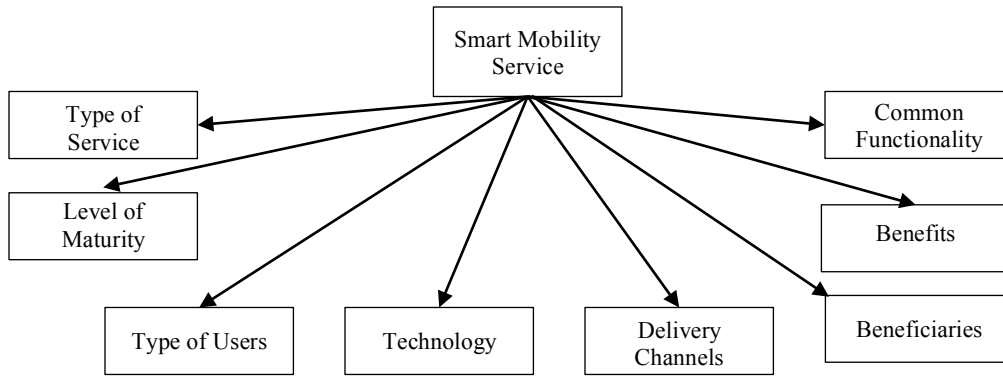 Smart Mobility
Service
Type of
Service
Common
Functionality
Level of
Maturity
Benefits
Type of Users
Technology
Delivery
Channels
Beneficiaries